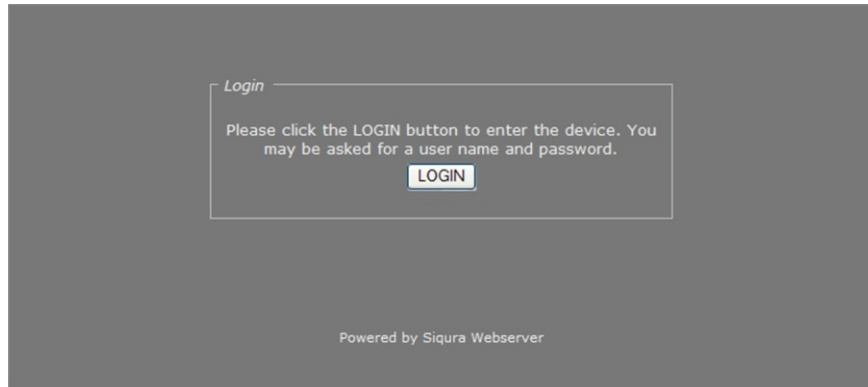 Login
Please click the LOGIN button to enter the device. You
may be asked for a user name and password.
LOGIN
Powered by Siqura Webserver